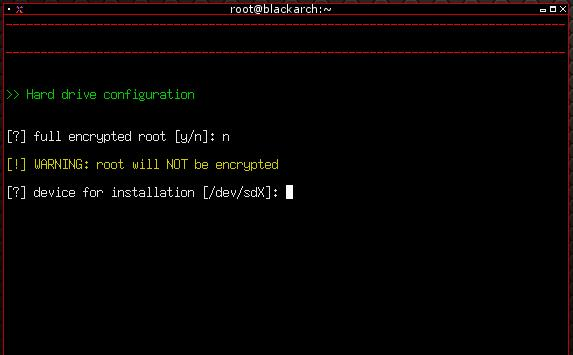 root@blackarch:~
>> Hard drive configuration
[?] full encrypted root [y/n]: n
[!] WARNING: root will NOT be encrypted
[?] device for installation [/dev/sdX]: